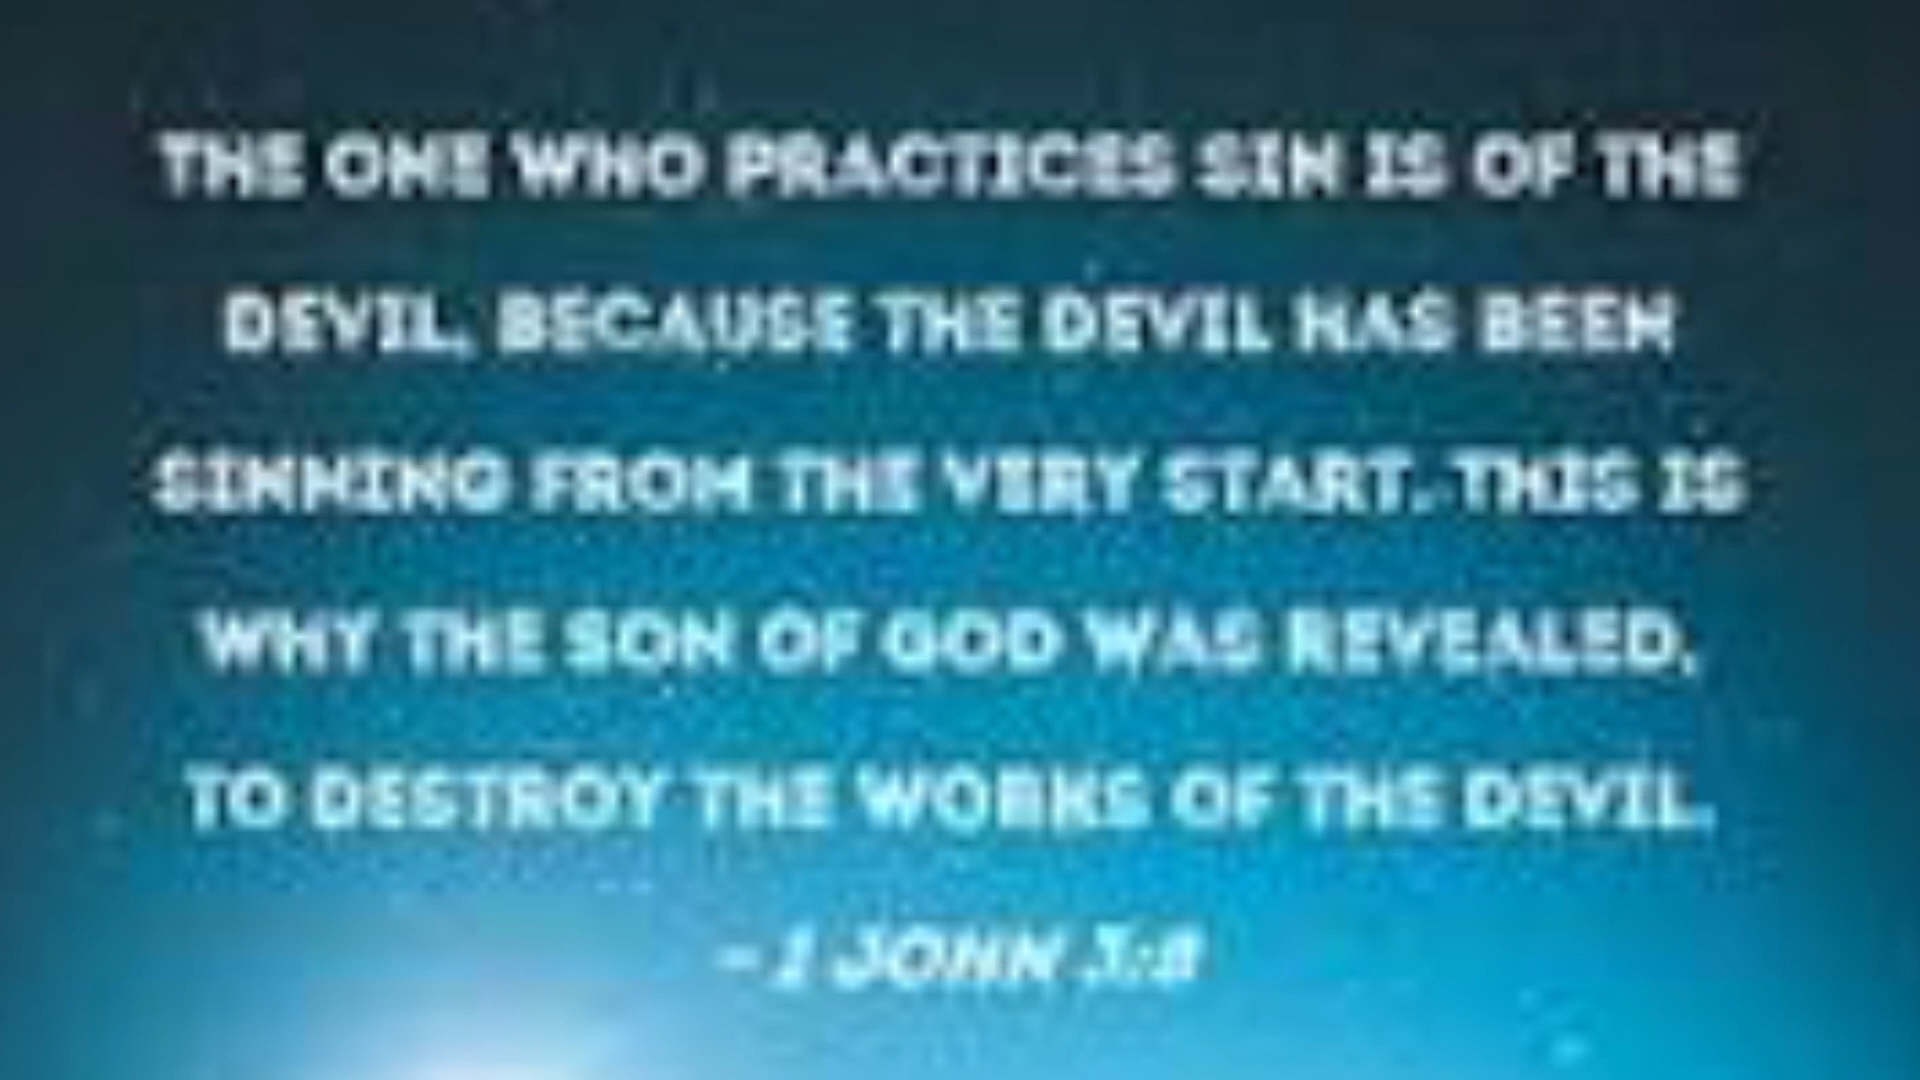 THE ONE WHO PRACTICES SIN IS OF THE
DEVIL, BECAUSE THE DEVIL HAS BEEN
SINNING FROM THE VERY START. THIS IS
WHY THE SON OF GOD WAS REVEALED,
TO DESTROY THE WORKS OF THE DEVIL.
- 1 JOHN 3:8